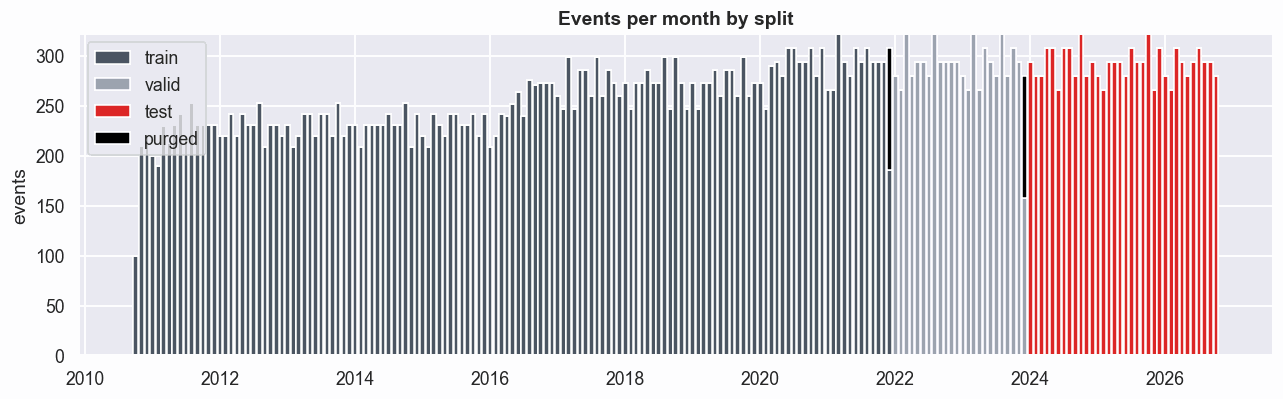 Events per month by split
train
valid
test
purged
events
300
250
200
150
100
50
0
2010 2012 2014 2016 2018 2020 2022 2024 2026